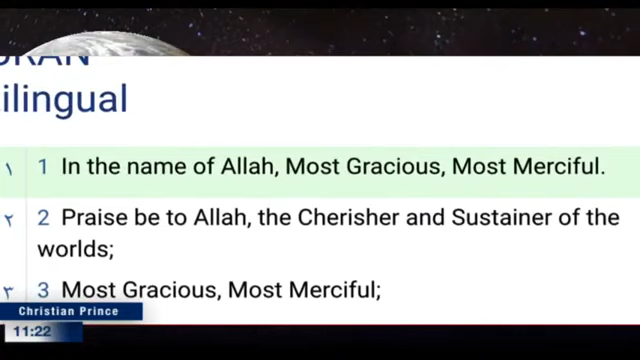 ilingual
١ 1 In the name of Allah, Most Gracious, Most Merciful.
٢ 2 Praise be to Allah, the Cherisher and Sustainer of the
worlds;
٣ 3 Most Gracious, Most Merciful;
Christian Prince
11:22